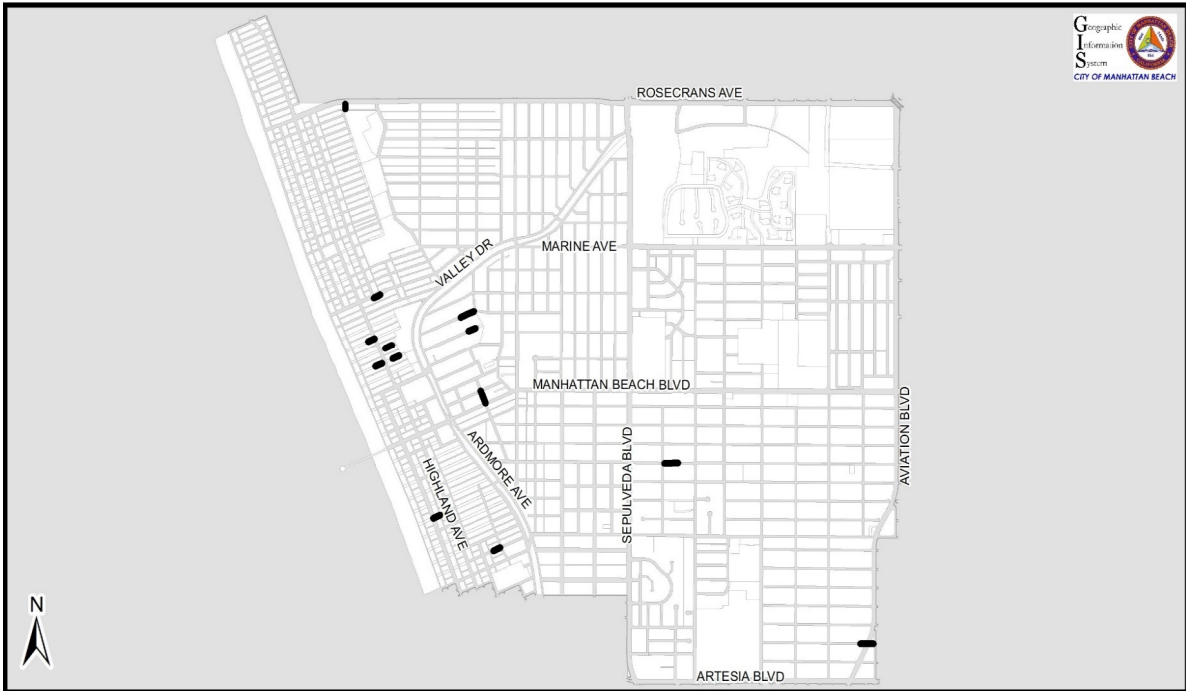 Geographic
Information
System
CITY OF MANHATTAN BEACH
ROSECRANS AVE
MARINE AVE
VALLEY DR
MANHATTAN BEACH BLVD
AVIATION BLVD
SEPULVEDA BLVD
ARDMORE AVE
HIGHLAND AVE
N
ARTESIA BLVD